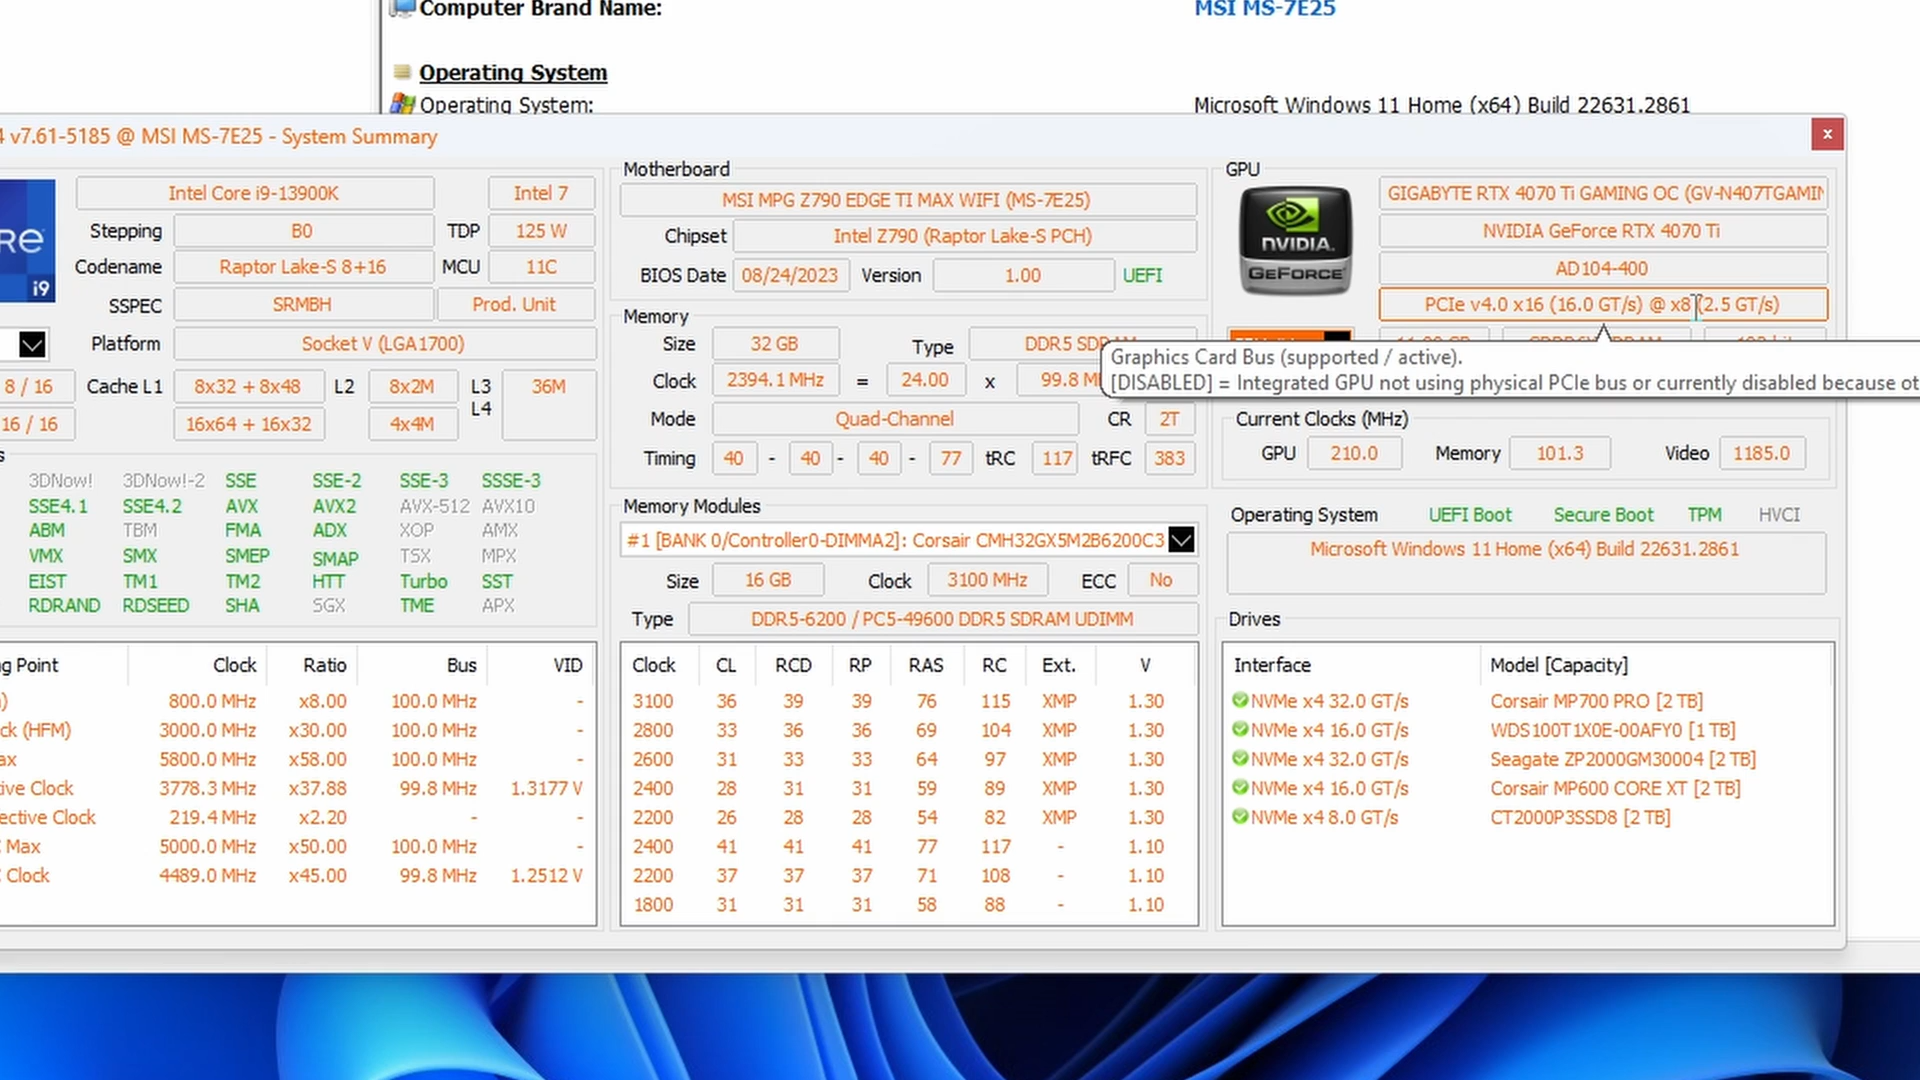 Computer Brand Name: MSI MS-7E25
Operating System
Operating System: Microsoft Windows 11 Home (x64) Build 22631.2861
v7.61-5185 @ MSI MS-7E25 - System Summary x
Intel Core i9-13900K Intel 7
Stepping B0 TDP 125 W
Codename Raptor Lake-S 8+16 MCU 11C
i9
SSPEC SRMBH Prod. Unit
Platform Socket V (LGA1700)
8 / 16 Cache L1 8x32 + 8x48 L2 8x2M L3 36M
L4
16 / 16 16x64 + 16x32 4x4M
3DNow! 3DNow!-2 SSE SSE-2 SSE-3 SSSE-3
SSE4.1 SSE4.2 AVX AVX2 AVX-512 AVX10
ABM TBM FMA ADX XOP AMX
VMX SMX SMEP SMAP TSX MPX
EIST TM1 TM2 HTT Turbo SST
RDRAND RDSEED SHA SGX TME APX
g Point Clock Ratio Bus VID
) 800.0 MHz x8.00 100.0 MHz -
ck (HFM) 3000.0 MHz x30.00 100.0 MHz -
ax 5800.0 MHz x58.00 100.0 MHz -
ive Clock 3778.3 MHz x37.88 99.8 MHz 1.3177 V
ective Clock 219.4 MHz x2.20 - -
Max 5000.0 MHz x50.00 100.0 MHz -
Clock 4489.0 MHz x45.00 99.8 MHz 1.2512 V
Motherboard
MSI MPG Z790 EDGE TI MAX WIFI (MS-7E25)
Chipset Intel Z790 (Raptor Lake-S PCH)
BIOS Date 08/24/2023 Version 1.00 UEFI
Memory
Size 32 GB Type DDR5 SD
Clock 2394.1 MHz = 24.00 x 99.8 M
Mode Quad-Channel CR 2T
Timing 40 - 40 - 40 - 77 tRC 117 tRFC 383
Memory Modules
#1 [BANK 0/Controller0-DIMMA2]: Corsair CMH32GX5M2B6200C3
Size 16 GB Clock 3100 MHz ECC No
Type DDR5-6200 / PC5-49600 DDR5 SDRAM UDIMM
Clock CL RCD RP RAS RC Ext. V
3100 36 39 39 76 115 XMP 1.30
2800 33 36 36 69 104 XMP 1.30
2600 31 33 33 64 97 XMP 1.30
2400 28 31 31 59 89 XMP 1.30
2200 26 28 28 54 82 XMP 1.30
2400 41 41 41 77 117 - 1.10
2200 37 37 37 71 108 - 1.10
1800 31 31 31 58 88 - 1.10
GPU
NVIDIA.
GEFORCE
GIGABYTE RTX 4070 Ti GAMING OC (GV-N407TGAMIN
NVIDIA GeForce RTX 4070 Ti
AD104-400
PCIe v4.0 x16 (16.0 GT/s) @ x8 (2.5 GT/s)
Graphics Card Bus (supported / active).
[DISABLED] = Integrated GPU not using physical PCIe bus or currently disabled because ot
Current Clocks (MHz)
GPU 210.0 Memory 101.3 Video 1185.0
Operating System UEFI Boot Secure Boot TPM HVCI
Microsoft Windows 11 Home (x64) Build 22631.2861
Drives
Interface Model [Capacity]
NVMe x4 32.0 GT/s Corsair MP700 PRO [2 TB]
NVMe x4 16.0 GT/s WDS100T1X0E-00AFY0 [1 TB]
NVMe x4 32.0 GT/s Seagate ZP2000GM30004 [2 TB]
NVMe x4 16.0 GT/s Corsair MP600 CORE XT [2 TB]
NVMe x4 8.0 GT/s CT2000P3SSD8 [2 TB]